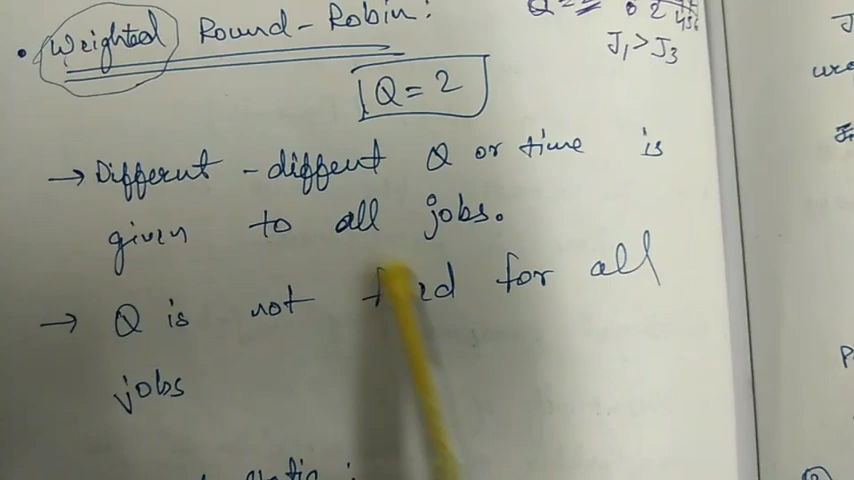 • Weighted Round-Robin:
Q = 2
J1 > J3
→ Different - diffent Q or time is
given to all jobs.
→ Q is not for all
jobs